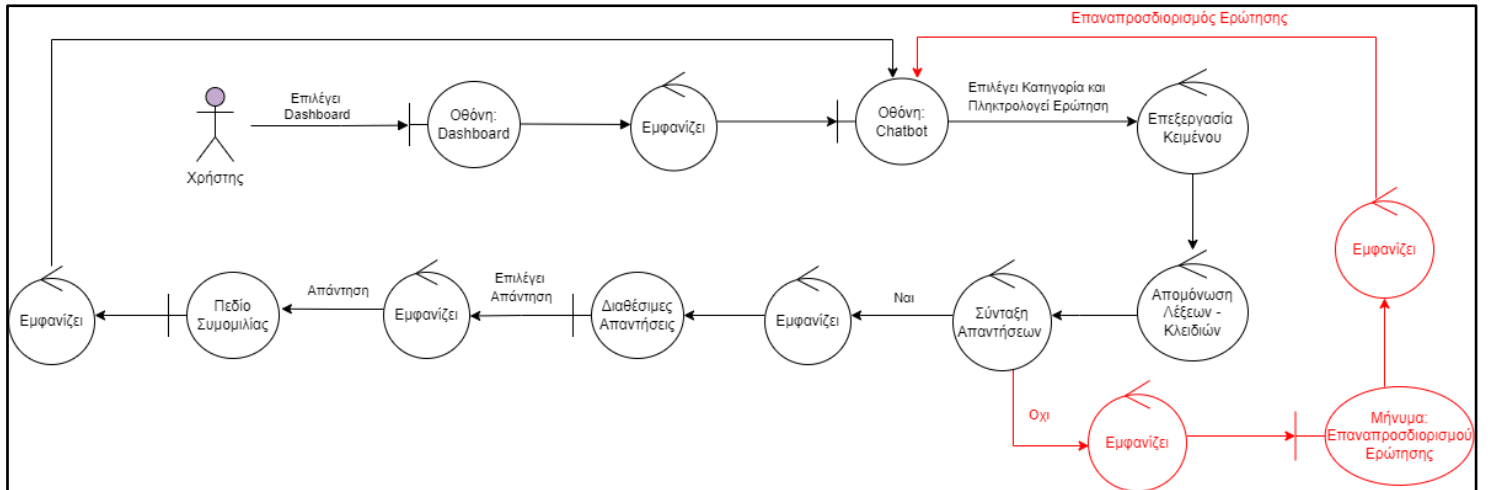 Επαναπροσδιορισμός Ερώτησης
Επιλέγει
Dashboard
Οθόνη:
Dashboard
Εμφανίζει
Οθόνη:
Chatbot
Επιλέγει Κατηγορία και
Πληκτρολογεί Ερώτηση
Επεξεργασία
Κειμένου
Χρήστης
Εμφανίζει
Εμφανίζει
Πεδίο
Συμομιλίας
Απάντηση
Εμφανίζει
Επιλέγει
Απάντηση
Διαθέσιμες
Απαντήσεις
Εμφανίζει
Ναι
Σύνταξη
Απαντήσεων
Απομόνωση
Λέξεων -
Κλειδιών
Οχι
Εμφανίζει
Μήνυμα:
Επαναπροσδιορισμού
Ερώτησης